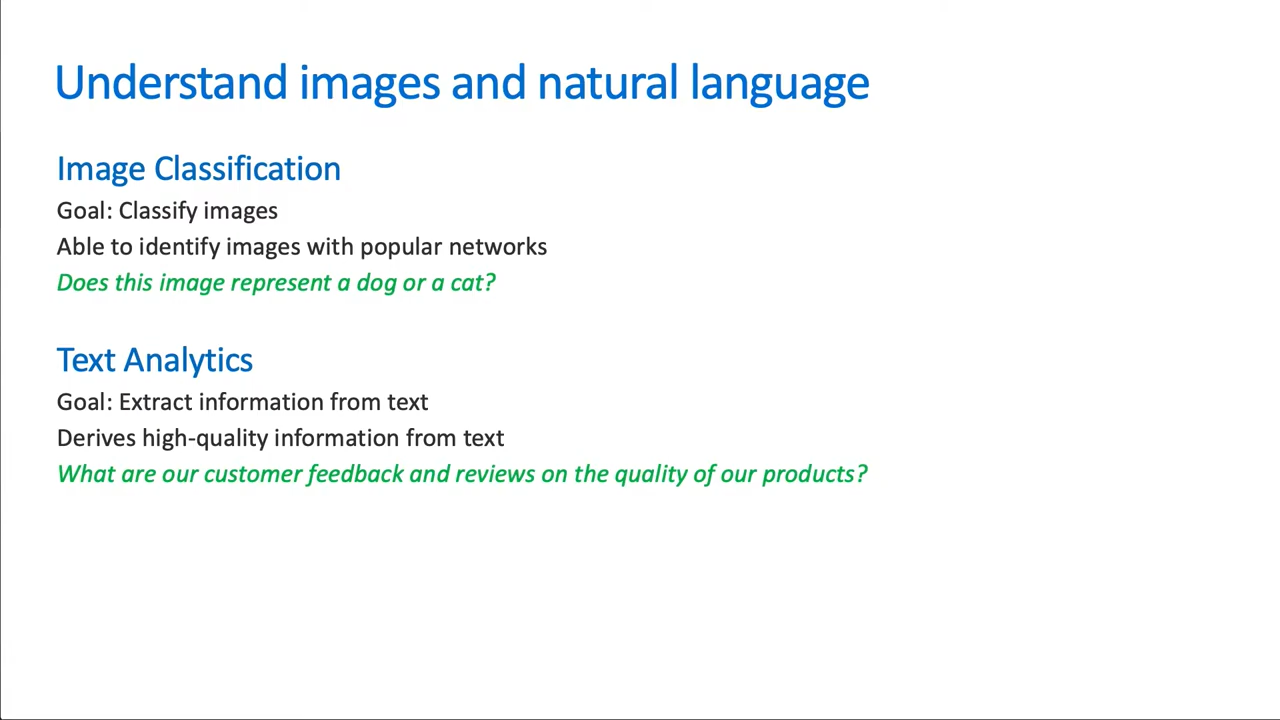 Understand images and natural language
Image Classification
Goal: Classify images
Able to identify images with popular networks
Does this image represent a dog or a cat?
Text Analytics
Goal: Extract information from text
Derives high-quality information from text
What are our customer feedback and reviews on the quality of our products?